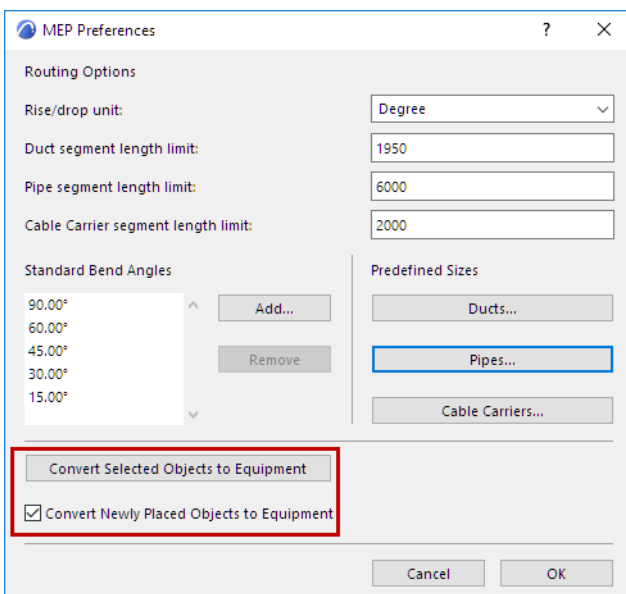 MEP Preferences
?
Routing Options
Rise/drop unit:
Degree
Duct segment length limit:
1950
Pipe segment length limit:
6000
Cable Carrier segment length limit:
2000
Standard Bend Angles
90.00°
60.00°
45.00°
30.00°
15.00°
Add...
Remove
Predefined Sizes
Ducts...
Pipes...
Cable Carriers...
Convert Selected Objects to Equipment
Convert Newly Placed Objects to Equipment
Cancel
OK